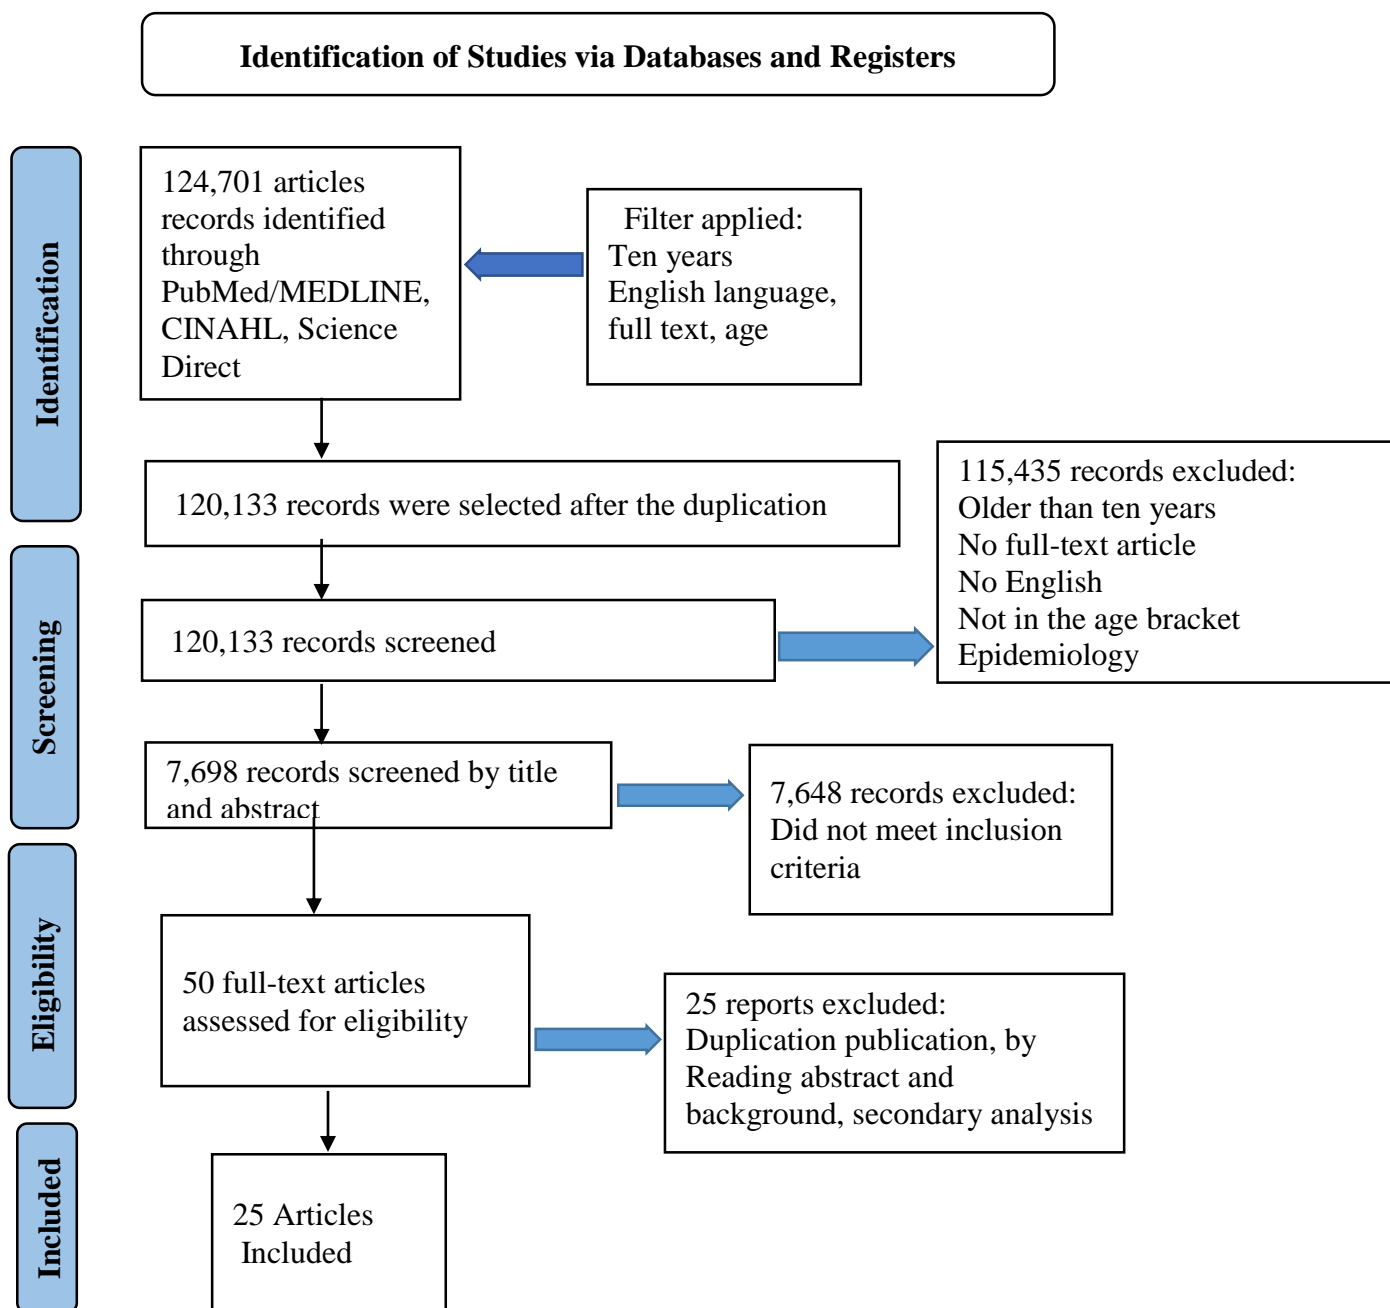 Identification of Studies via Databases and Registers
Identification
124,701 articles
records identified
through
PubMed/MEDLINE,
CINAHL, Science
Direct
Filter applied:
Ten years
English language,
full text, age
120,133 records were selected after the duplication
115,435 records excluded:
Older than ten years
No full-text article
No English
Not in the age bracket
Epidemiology
Screening
120,133 records screened
7,698 records screened by title
and abstract
7,648 records excluded:
Did not meet inclusion
criteria
Eligibility
50 full-text articles
assessed for eligibility
25 reports excluded:
Duplication publication, by
Reading abstract and
background, secondary analysis
Included
25 Articles
Included